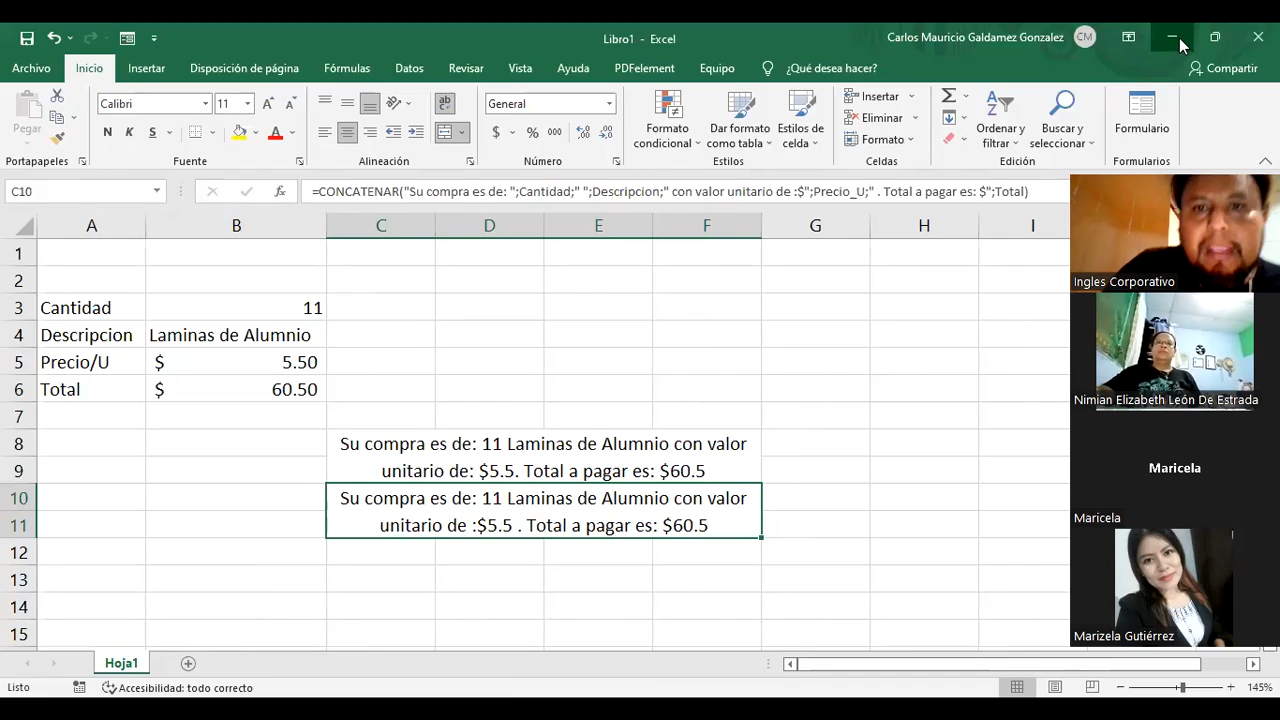 Libro1 - Excel
Carlos Mauricio Galdamez Gonzalez CM
Archivo Inicio Insertar Disposición de página Fórmulas Datos Revisar Vista Ayuda PDFelement Equipo ¿Qué desea hacer? Compartir
Pegar
Calibri 11
General
N K S
$ % 000
Formato condicional
Dar formato como tabla
Estilos de celda
Insertar
Eliminar
Formato
Ordenar y filtrar
Buscar y seleccionar
Formulario
Portapapeles Fuente Alineación Número Estilos Celdas Edición Formularios
C10 fx =CONCATENAR("Su compra es de: ";Cantidad;" ";Descripcion;" con valor unitario de :$";Precio_U;" . Total a pagar es: $";Total)
A B C D E F G H I
1
2
3 Cantidad 11
4 Descripcion Laminas de Alumnio
5 Precio/U $ 5.50
6 Total $ 60.50
7
8 Su compra es de: 11 Laminas de Alumnio con valor
9 unitario de: $5.5. Total a pagar es: $60.5
10 Su compra es de: 11 Laminas de Alumnio con valor
11 unitario de :$5.5 . Total a pagar es: $60.5
12
13
14
15
Ingles Corporativo
Nimian Elizabeth León De Estrada
Maricela
Maricela
Marizela Gutiérrez
Hoja1
Listo Accesibilidad: todo correcto 145%